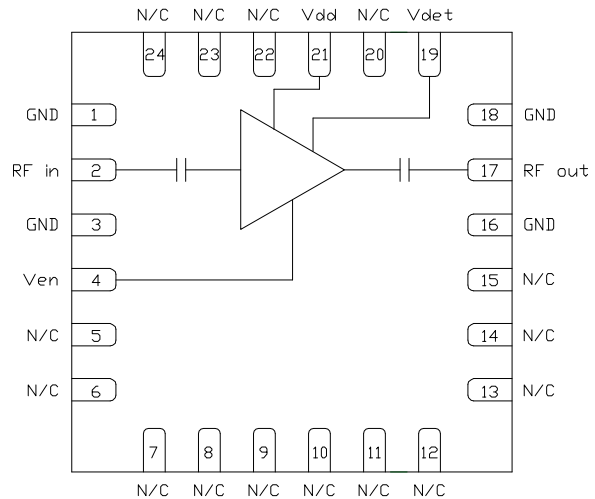 N/C N/C N/C Vdd N/C Vdet
24 23 22 21 20 19
GND 1 18 GND
RF in 2 17 RF out
GND 3 16 GND
Ven 4 15 N/C
N/C 5 14 N/C
N/C 6 13 N/C
7 8 9 10 11 12
N/C N/C N/C N/C N/C N/C